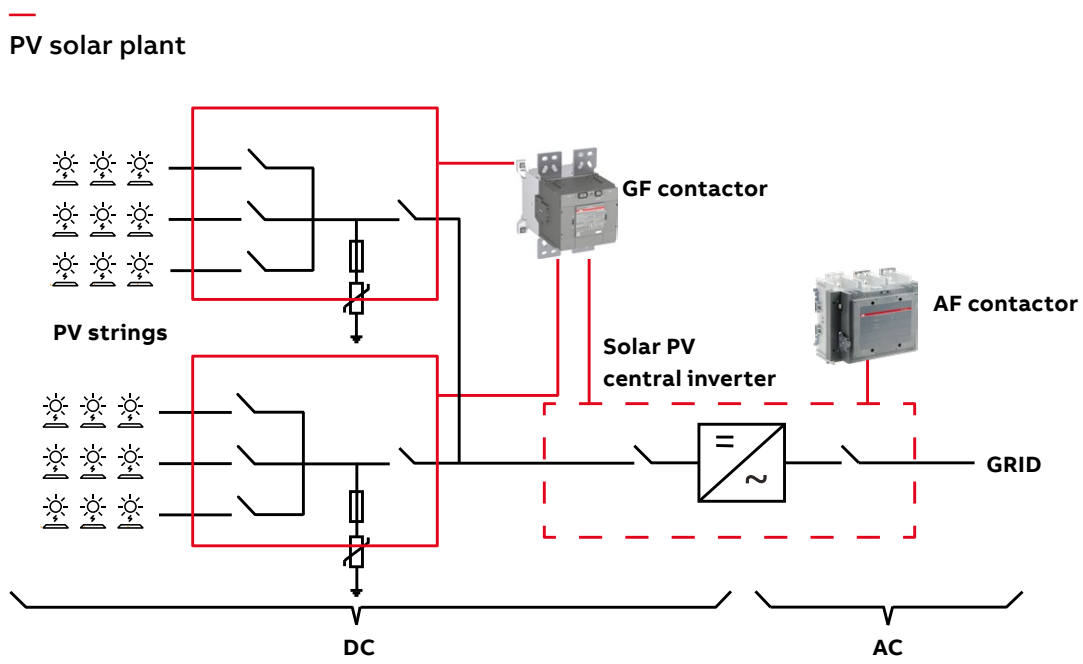 PV solar plant
GF contactor
AF contactor
PV strings
Solar PV
central inverter
GRID
DC
AC